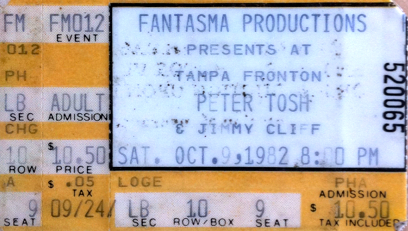 FM FM012 FANTASMA PRODUCTIONS
EVENT
012 PRESENTS AT
PH TAMPA FRONTON
LB ADULT PETER TOSH
SEC ADMISSION
CHG & JIMMY CLIFF
10 $ 10.50 SAT. OCT. 9, 1982 8:00 PM
ROW PRICE
520065
A $ .05 LOGE PHA
TAX ADMISSION
9 09/24/ LB 10 9 $ 10.50
SEAT SEC ROW/BOX SEAT TAX INCLUDED